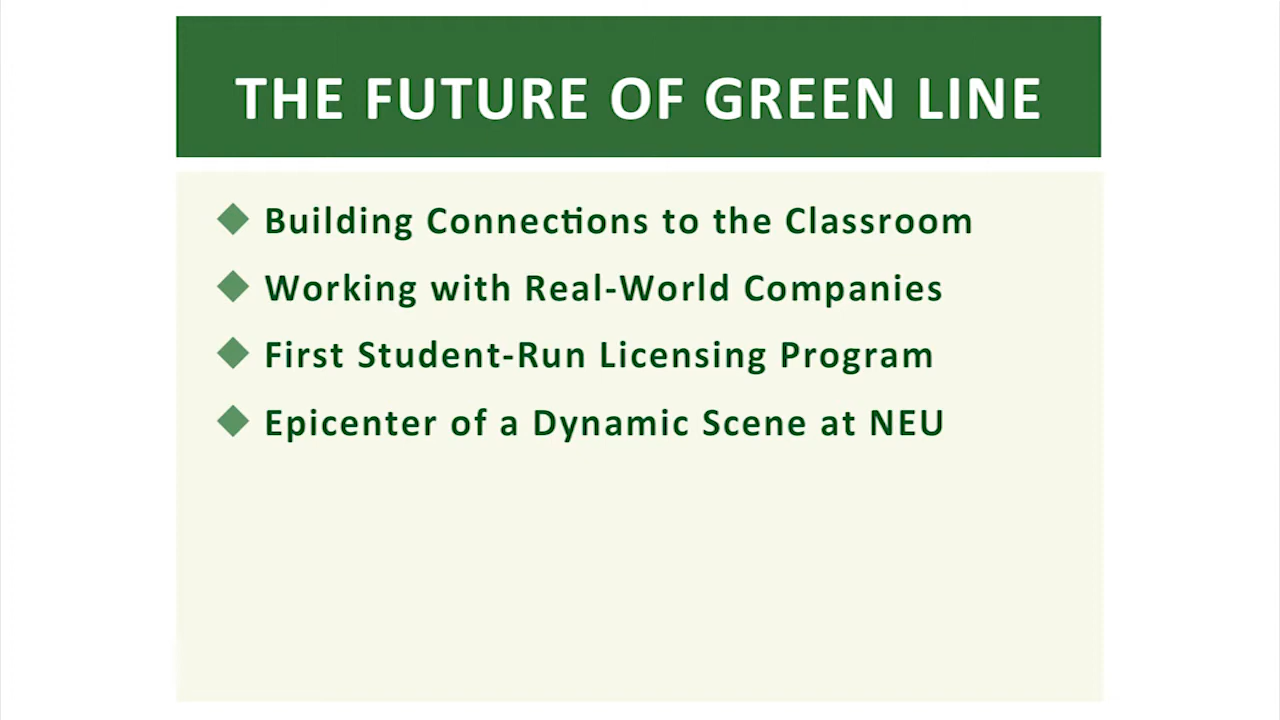 THE FUTURE OF GREEN LINE
Building Connections to the Classroom
Working with Real-World Companies
First Student-Run Licensing Program
Epicenter of a Dynamic Scene at NEU